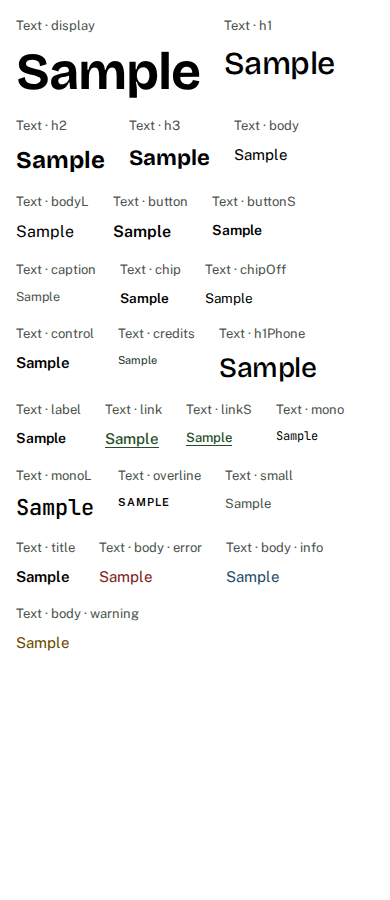 Text · display
Text · h1
Sample
Sample
Text · h2
Text · h3
Text · body
Sample
Sample
Sample
Text · bodyL
Text · button
Text · buttonS
Sample
Sample
Sample
Text · caption
Text · chip
Text · chipOff
Sample
Sample
Sample
Text · control
Text · credits
Text · h1Phone
Sample
Sample
Sample
Text · label
Text · link
Text · linkS
Text · mono
Sample
Sample
Sample
Sample
Text · monoL
Text · overline
Text · small
Sample
SAMPLE
Sample
Text · title
Text · body · error
Text · body · info
Sample
Sample
Sample
Text · body · warning
Sample